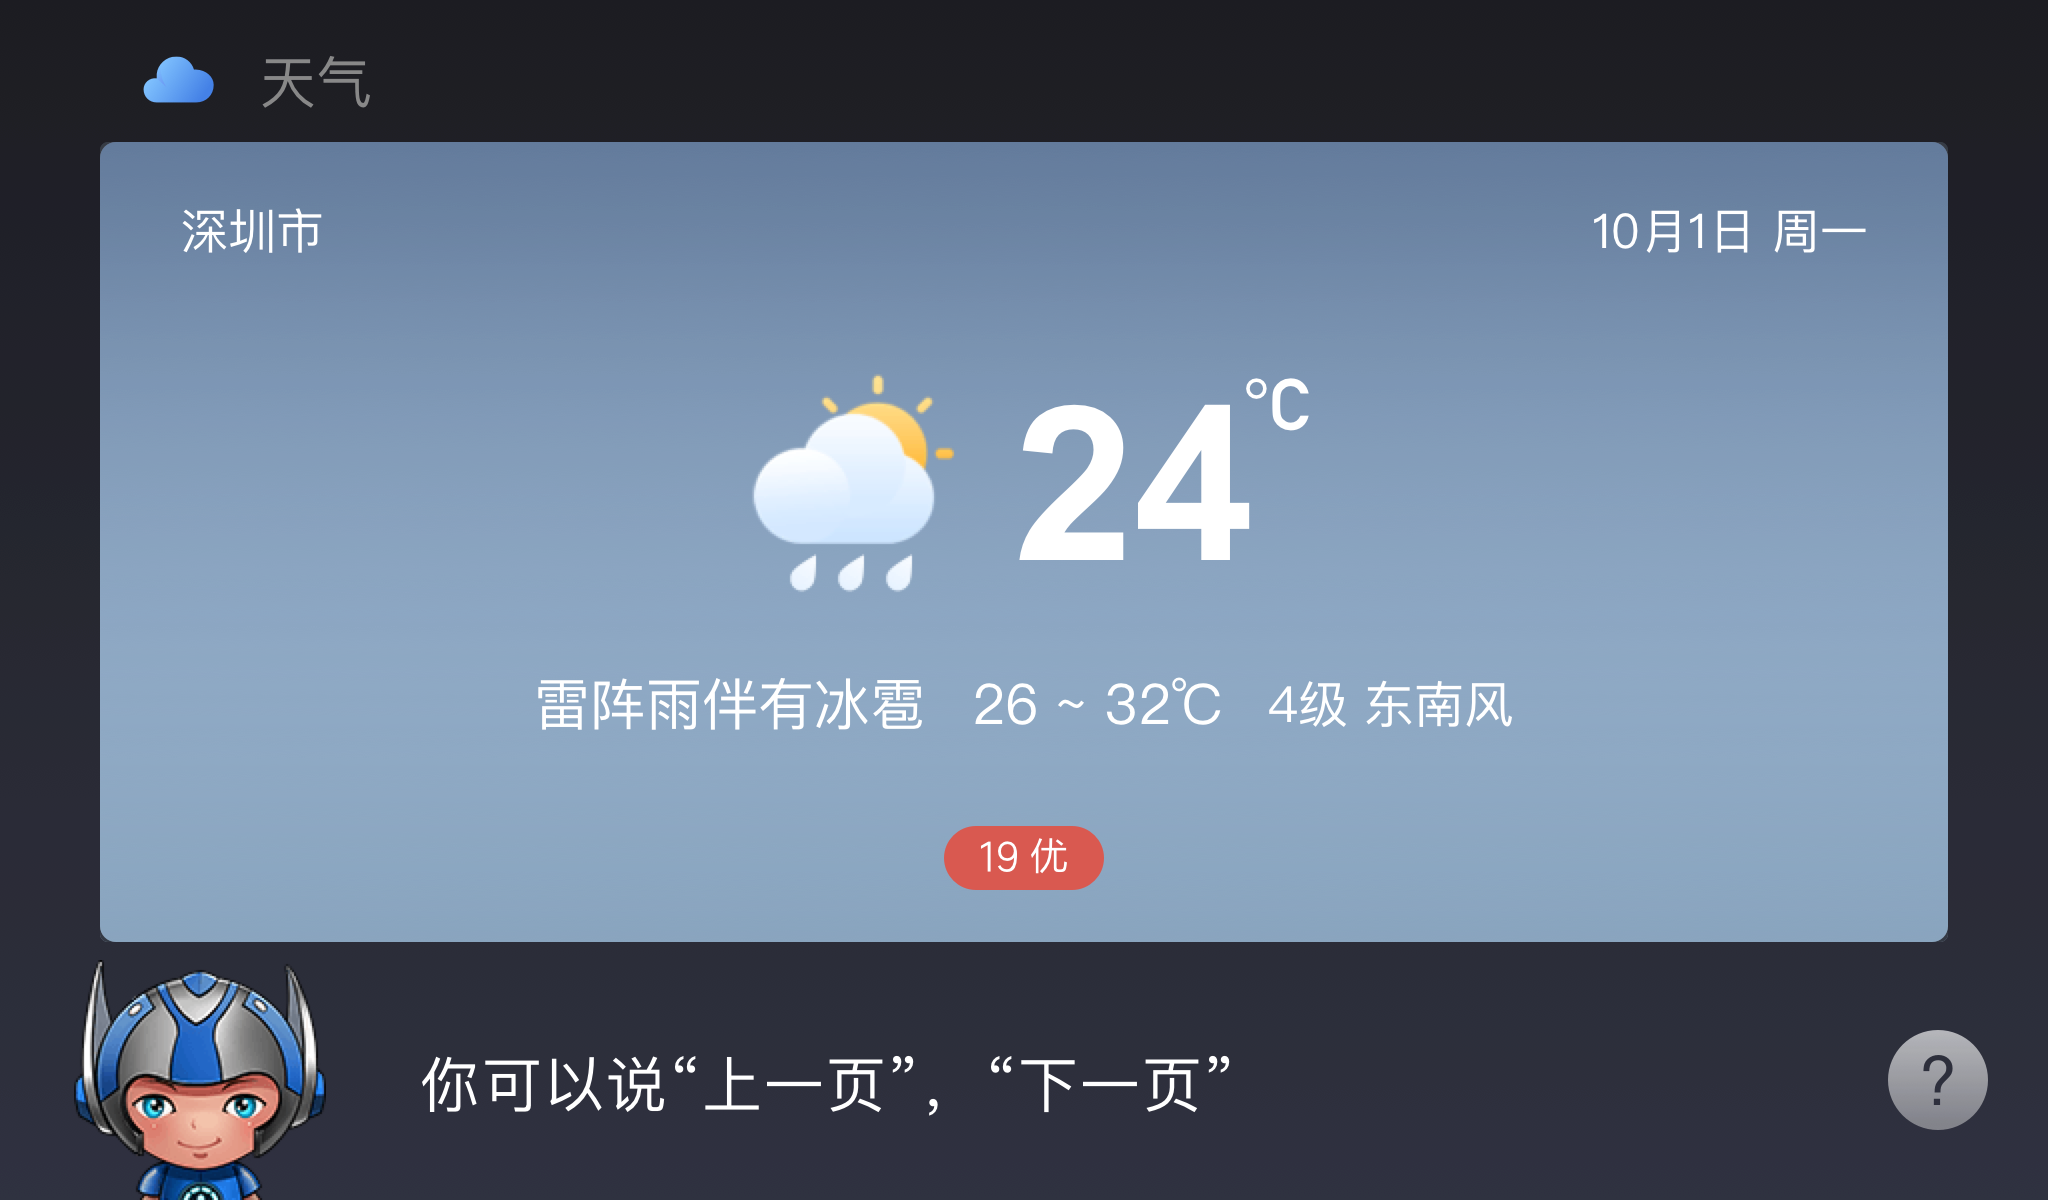 天气
深圳市 10月1日 周一
24℃
雷阵雨伴有冰雹 26 ~ 32℃ 4级 东南风
19 优
你可以说“上一页”，“下一页”
?